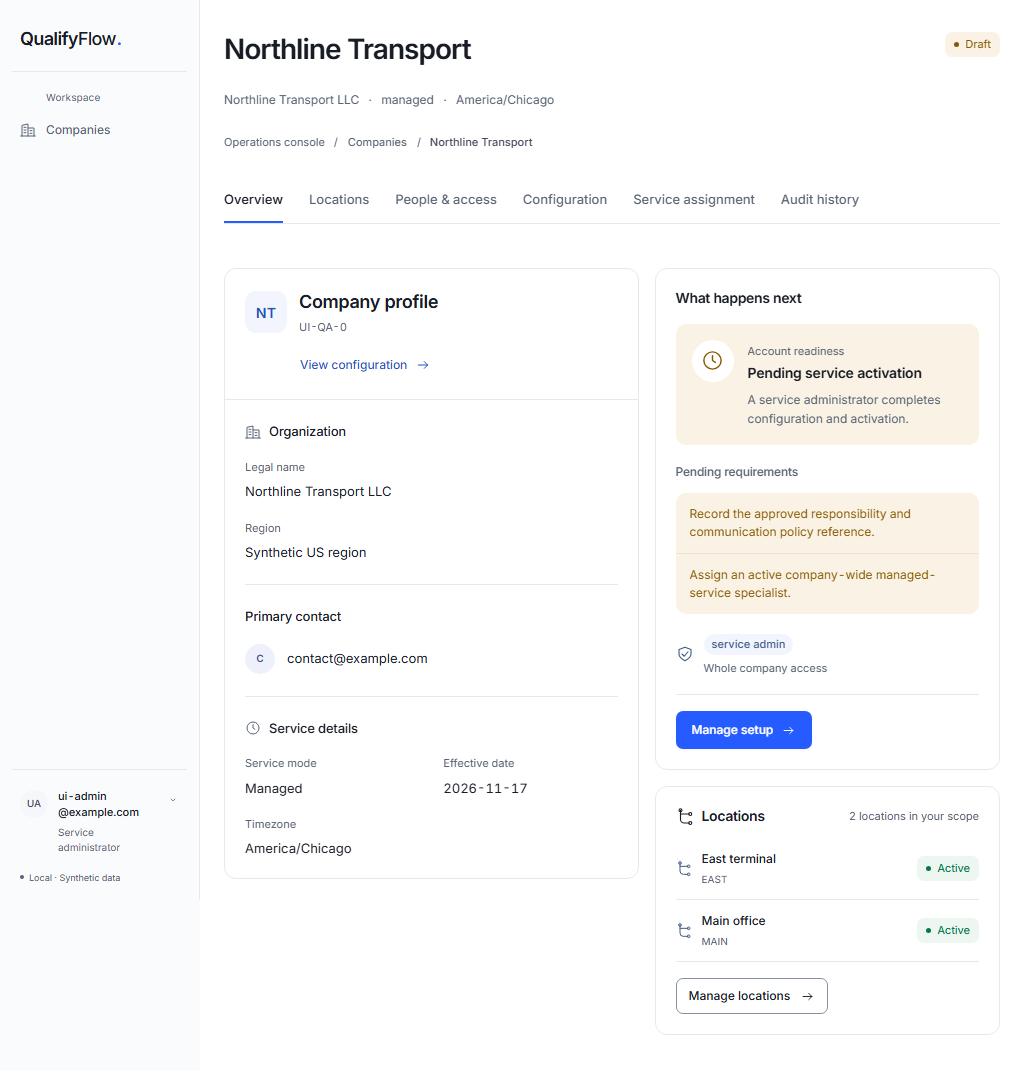 QualifyFlow.
Workspace
Companies
ui-admin
@example.com
UA
Service
administrator
Local · Synthetic data
Northline Transport
Draft
Northline Transport LLC · managed · America/Chicago
Operations console / Companies / Northline Transport
Overview Locations People & access Configuration Service assignment Audit history
NT
Company profile
UI-QA-0
View configuration →
Organization
Legal name
Northline Transport LLC
Region
Synthetic US region
Primary contact
C contact@example.com
Service details
Service mode Effective date
Managed 2026-11-17
Timezone
America/Chicago
What happens next
Account readiness
Pending service activation
A service administrator completes
configuration and activation.
Pending requirements
Record the approved responsibility and
communication policy reference.
Assign an active company-wide managed-
service specialist.
service admin
Whole company access
Manage setup →
Locations 2 locations in your scope
East terminal
EAST
Active
Main office
MAIN
Active
Manage locations →